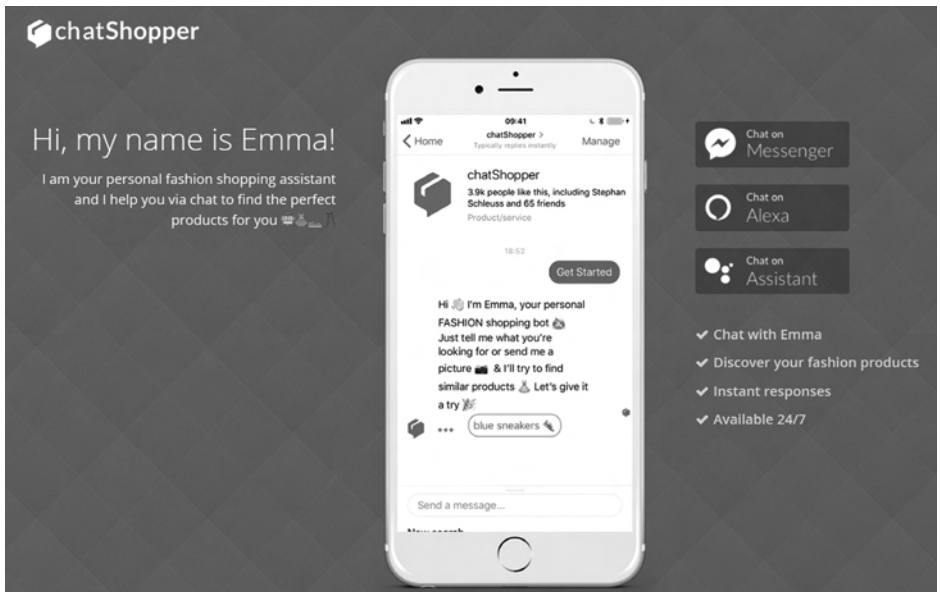 chatShopper
Hi, my name is Emma!
I am your personal fashion shopping assistant
and I help you via chat to find the perfect
products for you
09:41
Home
chatShopper >
Typically replies instantly
Manage
chatShopper
3.9k people like this, including Stephan
Schleuss and 65 friends
Product/service
18:52
Get Started
Hi I'm Emma, your personal
FASHION shopping bot
Just tell me what you're
looking for or send me a
picture & I'll try to find
similar products Let's give it
a try
blue sneakers
Send a message...
New search
Chat on
Messenger
Chat on
Alexa
Chat on
Assistant
Chat with Emma
Discover your fashion products
Instant responses
Available 24/7